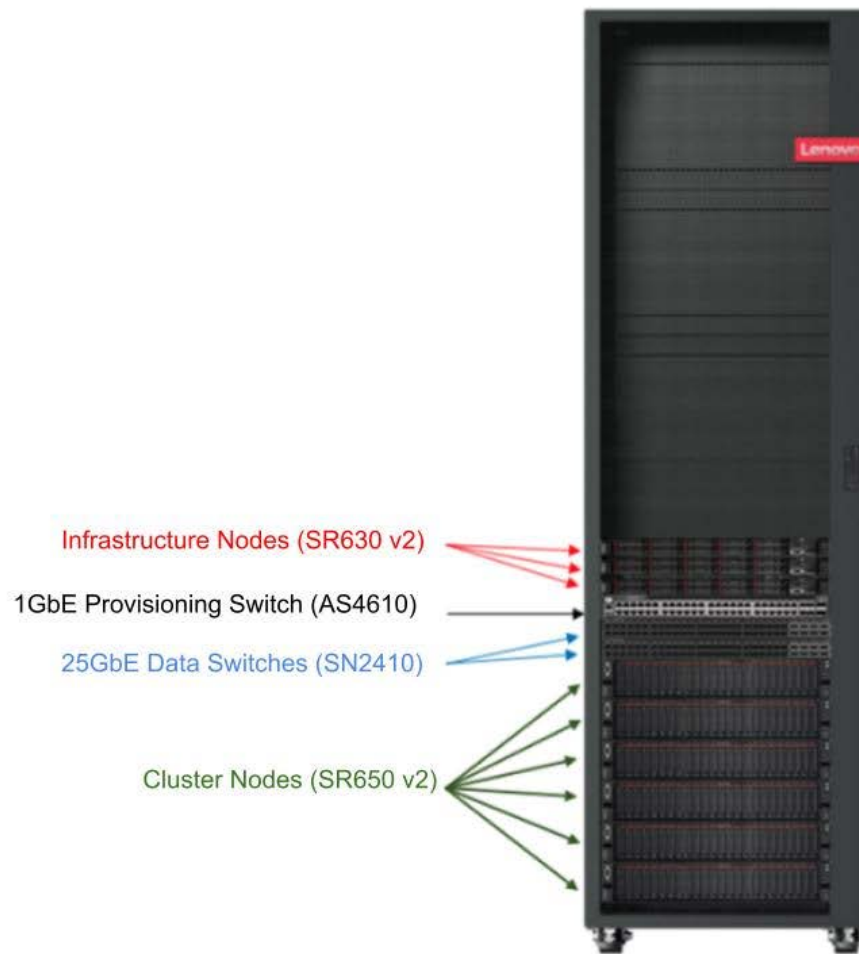 Lenovo
Infrastructure Nodes (SR630 v2)
1GbE Provisioning Switch (AS4610)
25GbE Data Switches (SN2410)
Cluster Nodes (SR650 v2)